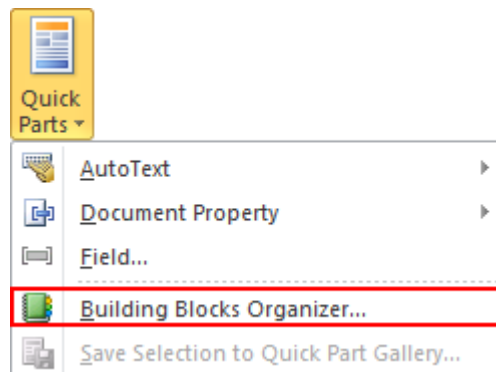 Quick
Parts
AutoText
Document Property
Field...
Building Blocks Organizer...
Save Selection to Quick Part Gallery...